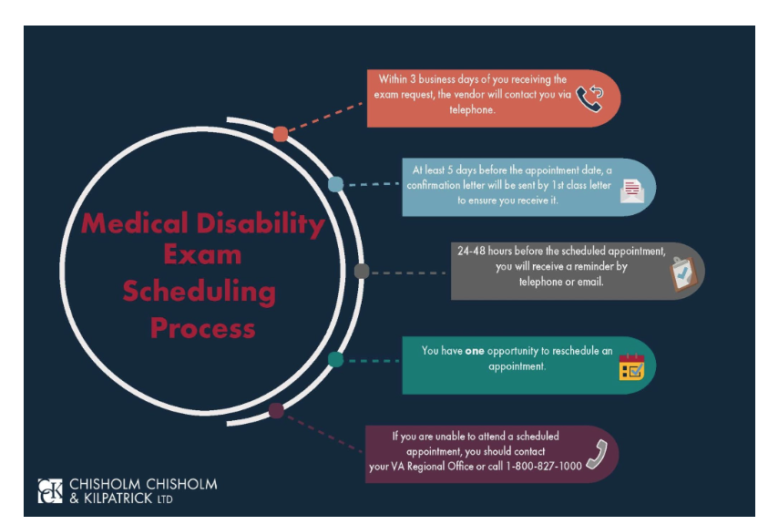 Medical Disability
Exam
Scheduling
Process
Within 3 business days of you receiving the
exam request, the vendor will contact you via
telephone.
At least 5 days before the appointment date, a
confirmation letter will be sent by 1st class letter
to ensure you receive it.
24-48 hours before the scheduled appointment,
you will receive a reminder by
telephone or email.
You have one opportunity to reschedule an
appointment.
If you are unable to attend a scheduled
appointment, you should contact
your VA Regional Office or call 1-800-827-1000
CCK
CHISHOLM CHISHOLM
& KILPATRICK LTD